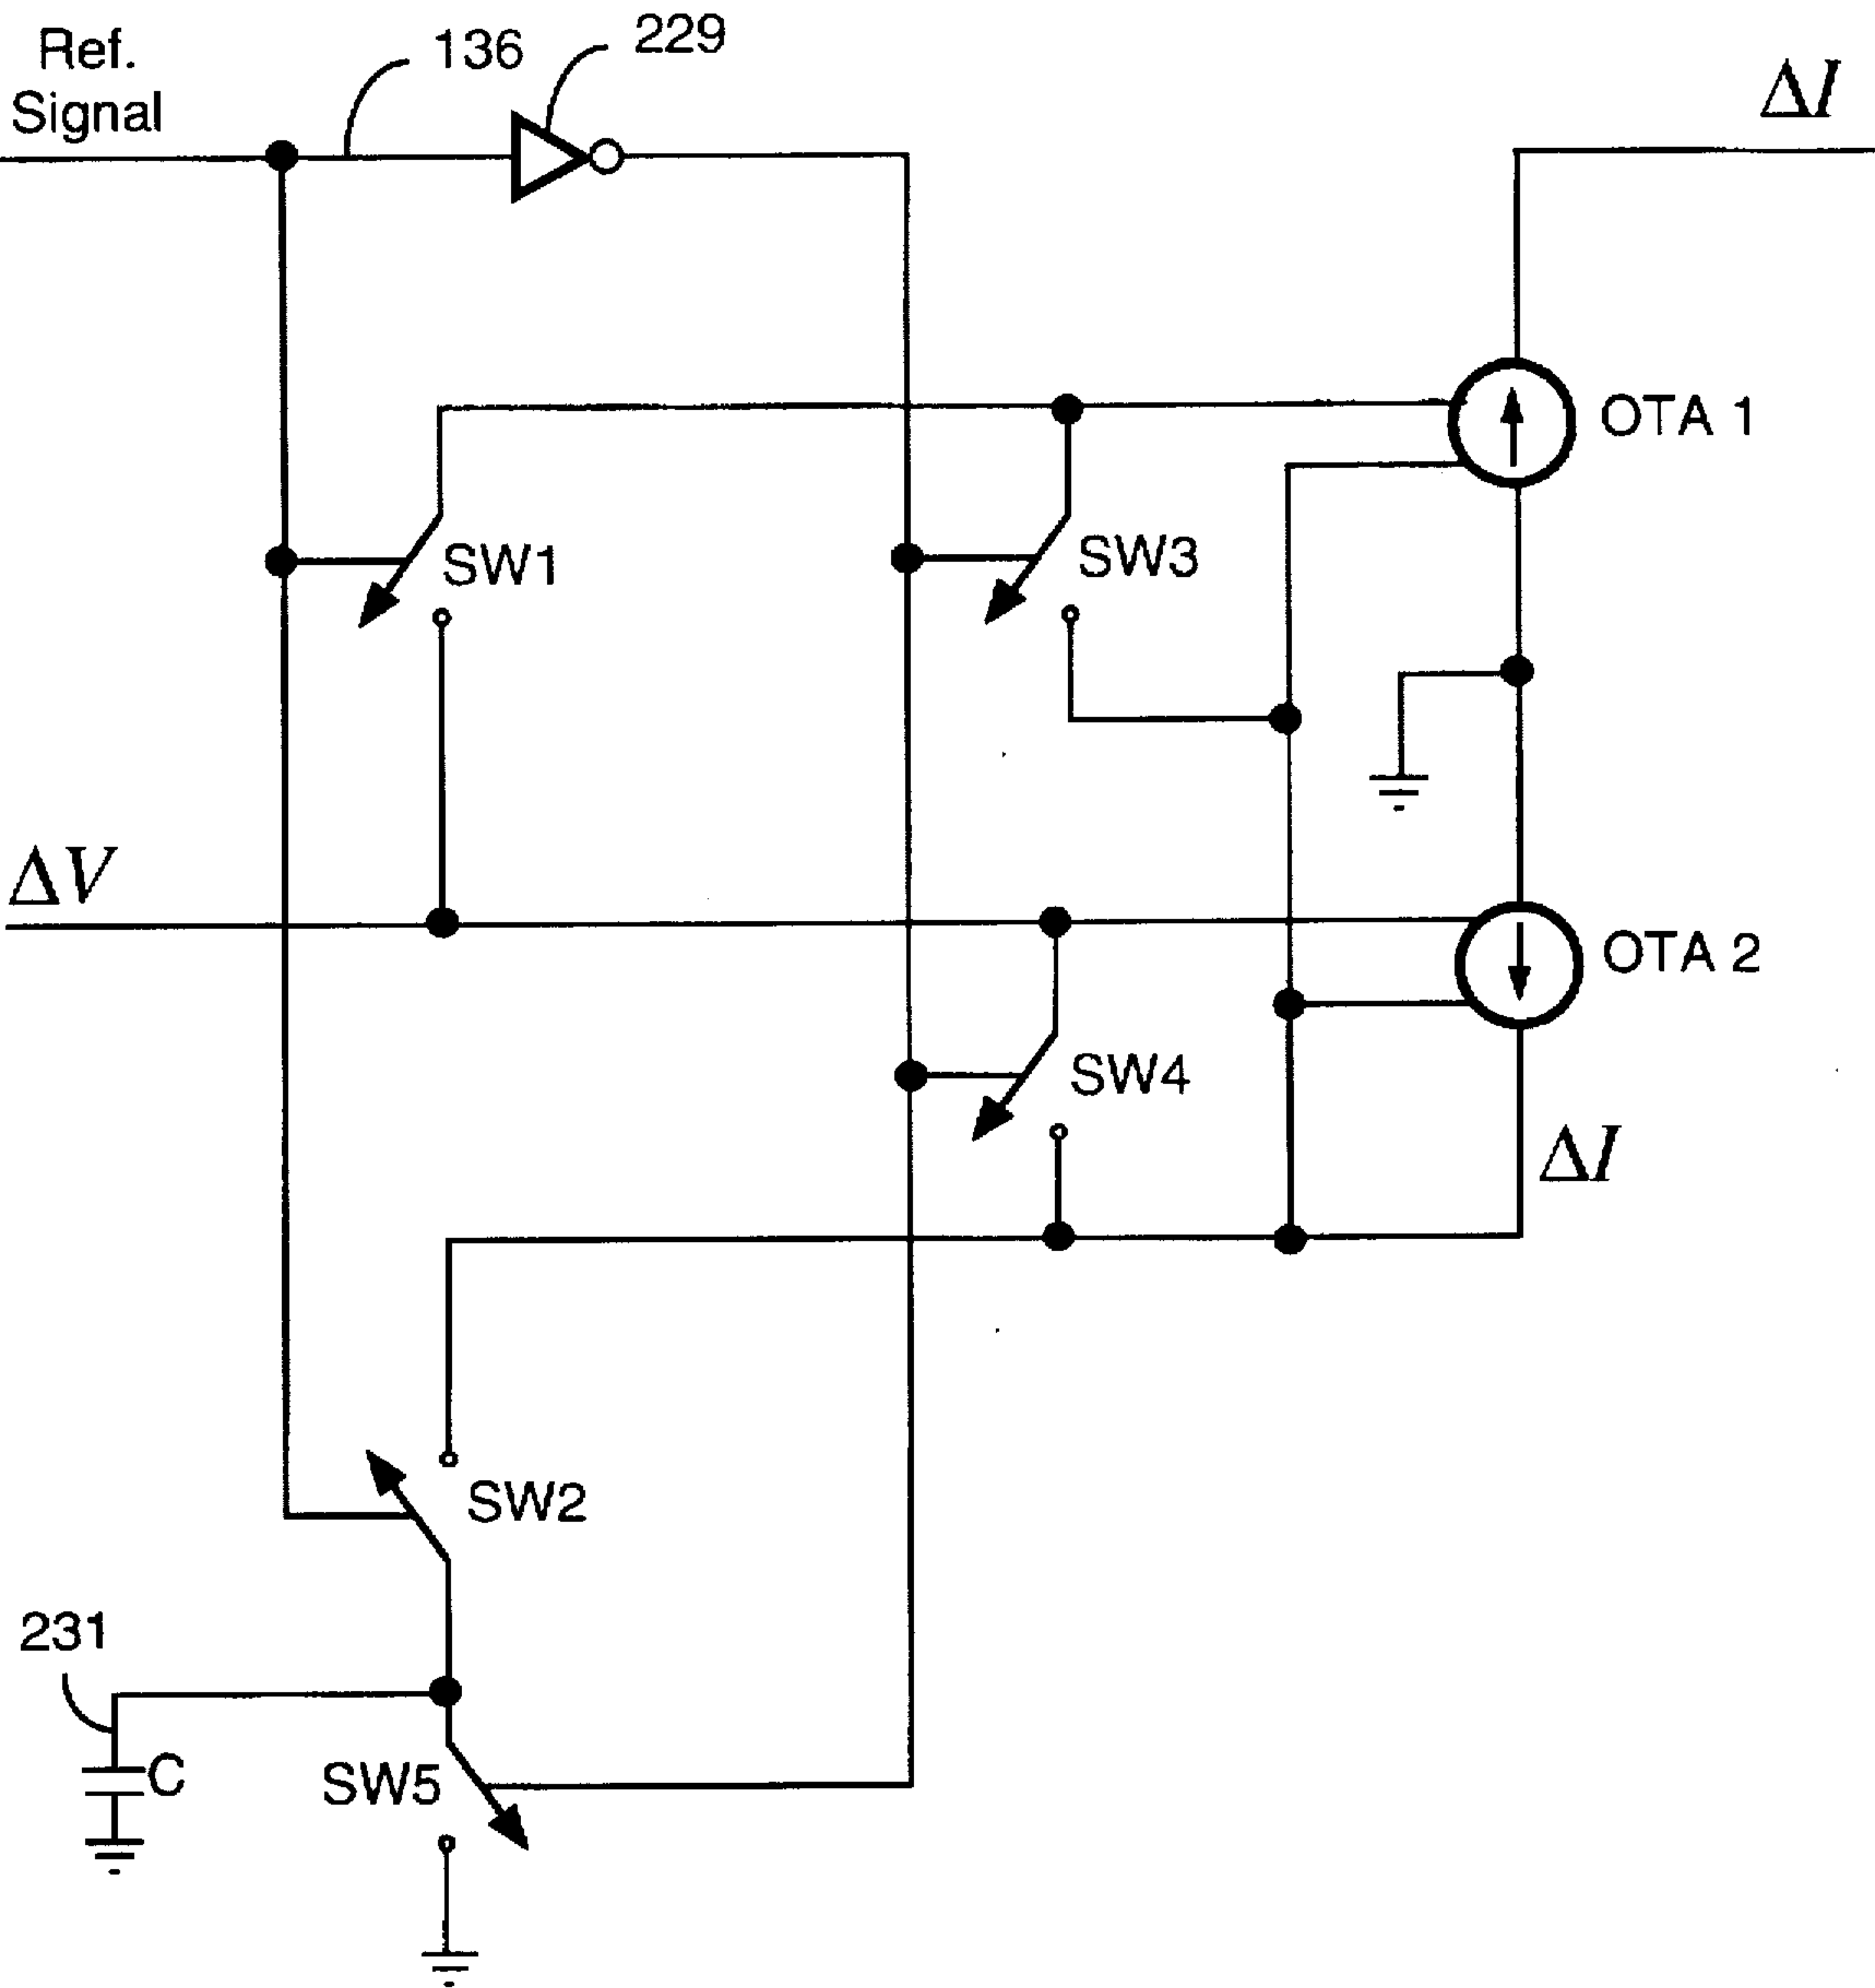 Ref.
Signal
136
229
ΔI
OTA 1
SW1
SW3
ΔV
OTA 2
SW4
ΔI
SW2
231
C
SW5